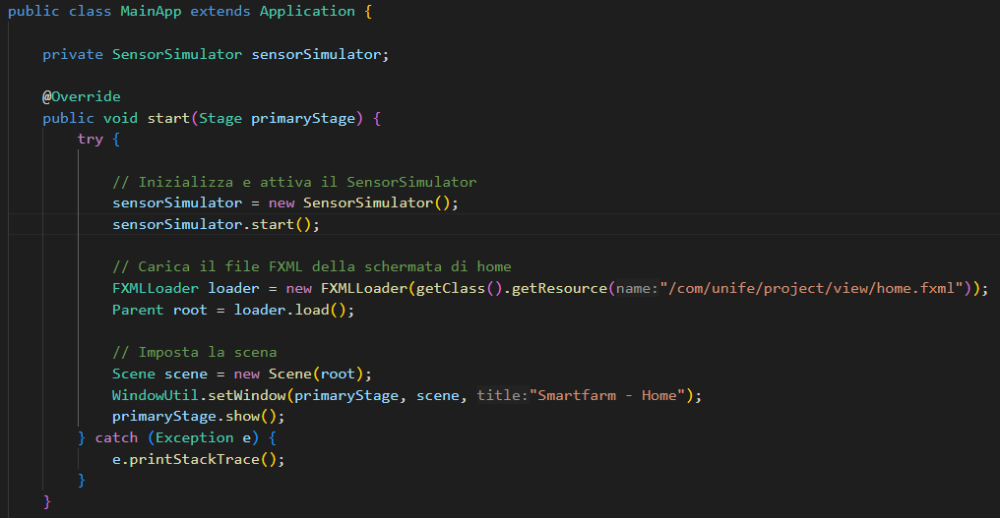 public class MainApp extends Application {
private SensorSimulator sensorSimulator;
@Override
public void start(Stage primaryStage) {
try {
// Inizializza e attiva il SensorSimulator
sensorSimulator = new SensorSimulator();
sensorSimulator.start();
// Carica il file FXML della schermata di home
FXMLLoader loader = new FXMLLoader(getClass().getResource(name:"/com/unife/project/view/home.fxml"));
Parent root = loader.load();
// Imposta la scena
Scene scene = new Scene(root);
WindowUtil.setWindow(primaryStage, scene, title:"Smartfarm - Home");
primaryStage.show();
} catch (Exception e) {
e.printStackTrace();
}
}